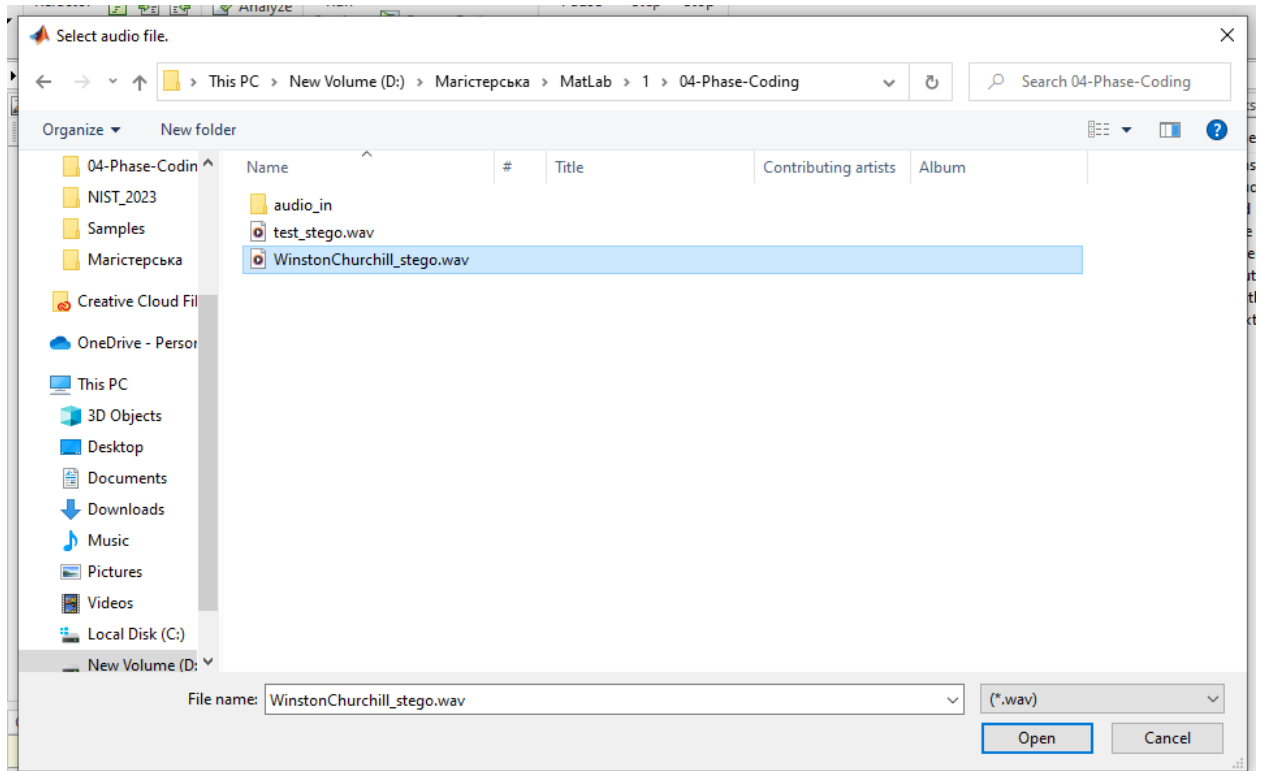 Analyze
Select audio file.
This PC > New Volume (D:) > Магістерська > MatLab > 1 > 04-Phase-Coding
Search 04-Phase-Coding
Organize
New folder
04-Phase-Codin
Name
#
Title
Contributing artists
Album
NIST_2023
audio_in
Samples
test_stego.wav
Магістерська
WinstonChurchill_stego.wav
Creative Cloud Fil
OneDrive - Person
This PC
3D Objects
Desktop
Documents
Downloads
Music
Pictures
Videos
Local Disk (C:)
New Volume (D:
File name:
WinstonChurchill_stego.wav
(*.wav)
Open
Cancel